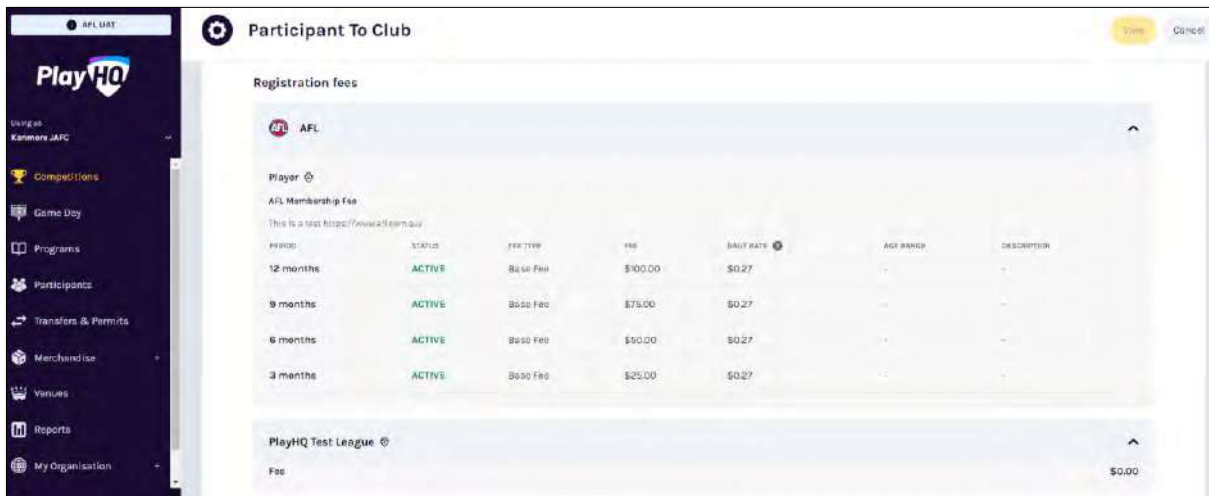 AFL UAT
PlayHQ
Using as
Kenmore JAFC
Competitions
Game Day
Programs
Participants
Transfers & Permits
Merchandise +
Venues
Reports
My Organisation +
Participant To Club
Save
Cancel
Registration fees
AFL AFL
Player
AFL Membership Fee
This is a test https://www.afl.com.au/
PERIOD STATUS FEE TYPE FEE DAILY RATE ? AGE RANGE DESCRIPTION
12 months ACTIVE Base Fee $100.00 $0.27 - -
9 months ACTIVE Base Fee $75.00 $0.27 - -
6 months ACTIVE Base Fee $50.00 $0.27 - -
3 months ACTIVE Base Fee $25.00 $0.27 - -
PlayHQ Test League
Fee $0.00